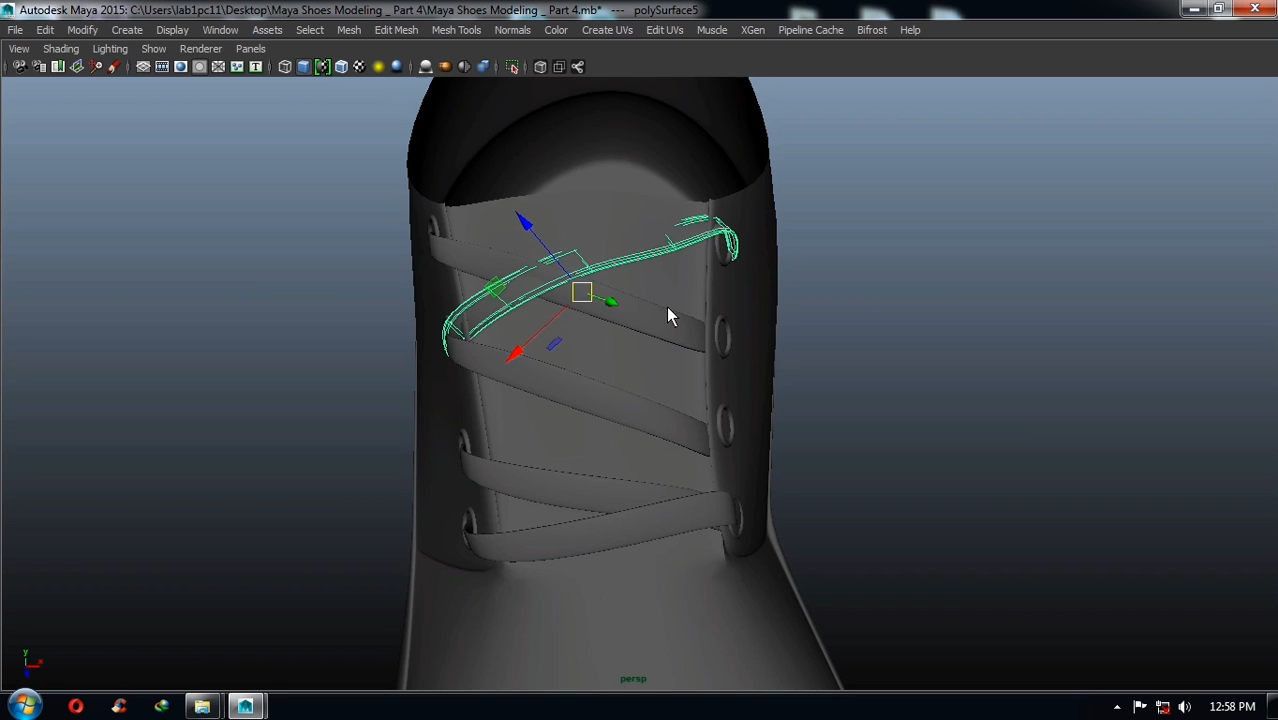 Autodesk Maya 2015: C:\Users\lab1pc11\Desktop\Maya Shoes Modeling _ Part 4\Maya Shoes Modeling _ Part 4.mb* --- polySurface5
File Edit Modify Create Display Window Assets Select Mesh Edit Mesh Mesh Tools Normals Color Create UVs Edit UVs Muscle XGen Pipeline Cache Bifrost Help
View Shading Lighting Show Renderer Panels
y
x
persp
12:58 PM